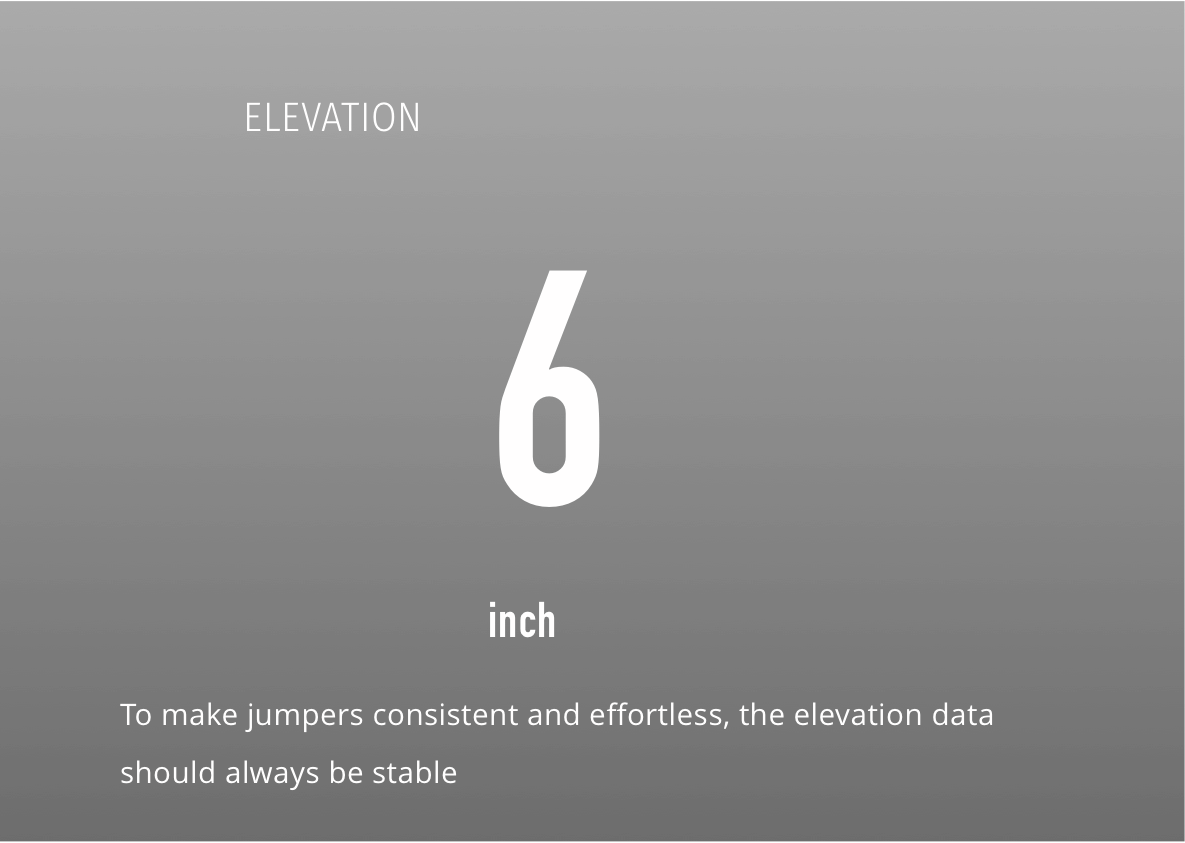 ELEVATION
6
inch
To make jumpers consistent and effortless, the elevation data
should always be stable